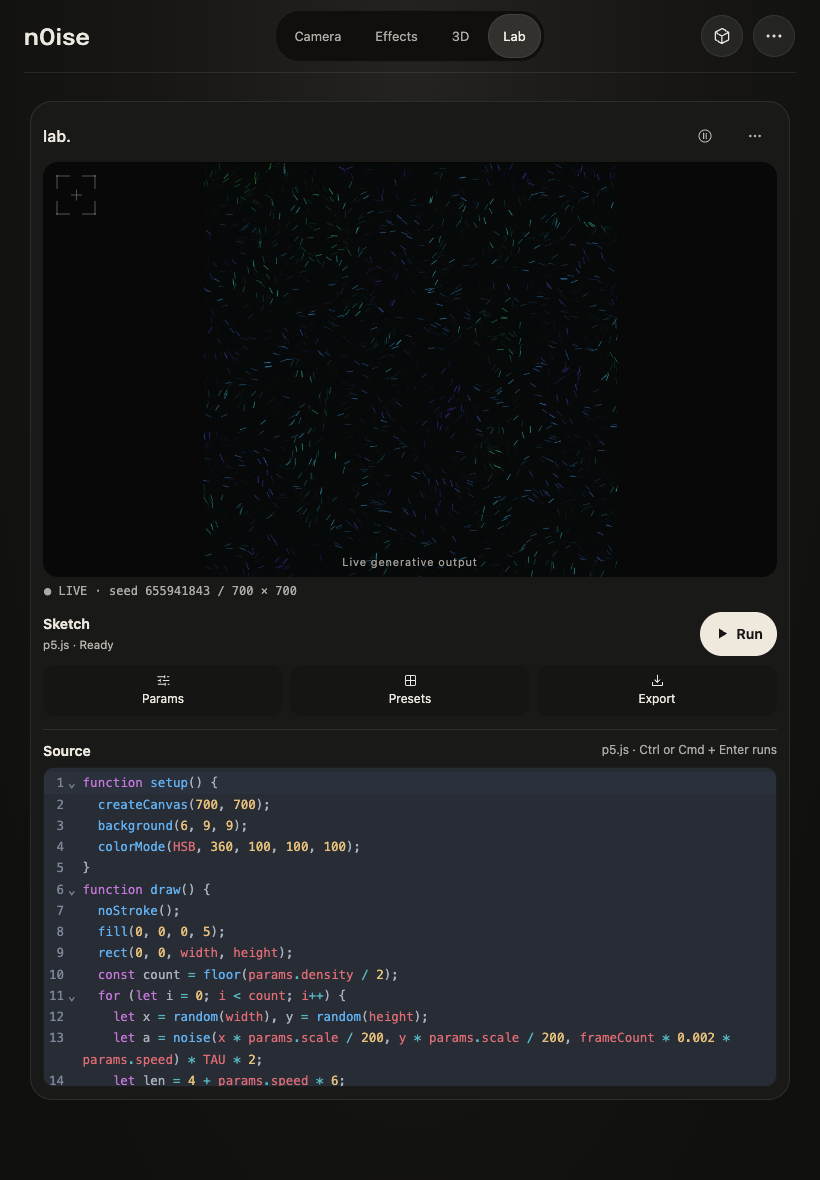 n0ise
Camera Effects 3D Lab
lab.
Live generative output
● LIVE · seed 655941843 / 700 × 700
Sketch
p5.js · Ready
Run
Params Presets Export
Source p5.js · Ctrl or Cmd + Enter runs
1 function setup() {
2   createCanvas(700, 700);
3   background(6, 9, 9);
4   colorMode(HSB, 360, 100, 100, 100);
5 }
6 function draw() {
7   noStroke();
8   fill(0, 0, 0, 5);
9   rect(0, 0, width, height);
10   const count = floor(params.density / 2);
11   for (let i = 0; i < count; i++) {
12     let x = random(width), y = random(height);
13     let a = noise(x * params.scale / 200, y * params.scale / 200, frameCount * 0.002 *
params.speed) * TAU * 2;
14     let len = 4 + params.speed * 6;